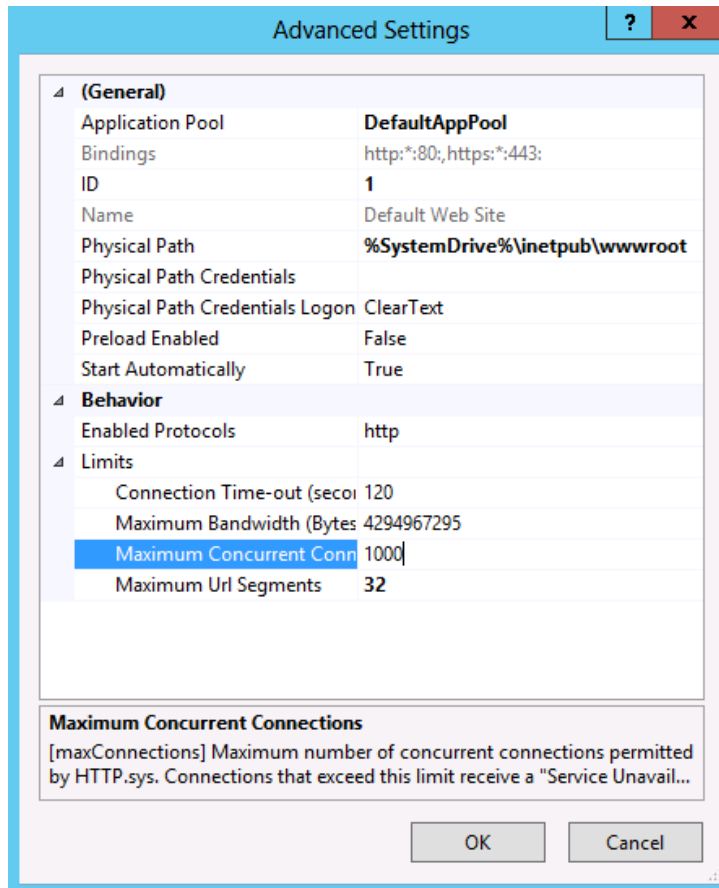 Advanced Settings
?
x
(General)
Application Pool DefaultAppPool
Bindings http:*:80:,https:*:443:
ID 1
Name Default Web Site
Physical Path %SystemDrive%\inetpub\wwwroot
Physical Path Credentials
Physical Path Credentials Logon ClearText
Preload Enabled False
Start Automatically True
Behavior
Enabled Protocols http
Limits
Connection Time-out (secon 120
Maximum Bandwidth (Bytes 4294967295
Maximum Concurrent Conn 1000
Maximum Url Segments 32
Maximum Concurrent Connections
[maxConnections] Maximum number of concurrent connections permitted
by HTTP.sys. Connections that exceed this limit receive a "Service Unavail...
OK Cancel